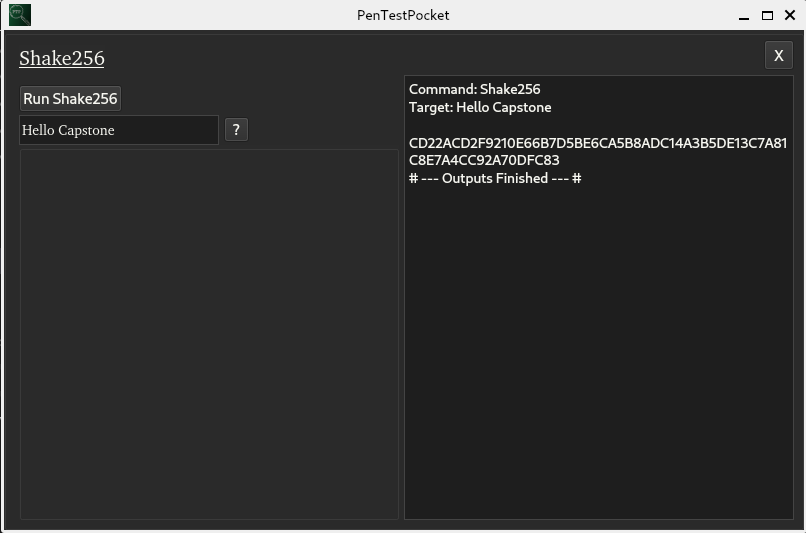 PenTestPocket
Shake256
X
Run Shake256
Hello Capstone
?
Command: Shake256
Target: Hello Capstone
CD22ACD2F9210E66B7D5BE6CA5B8ADC14A3B5DE13C7A81
C8E7A4CC92A70DFC83
# --- Outputs Finished --- #